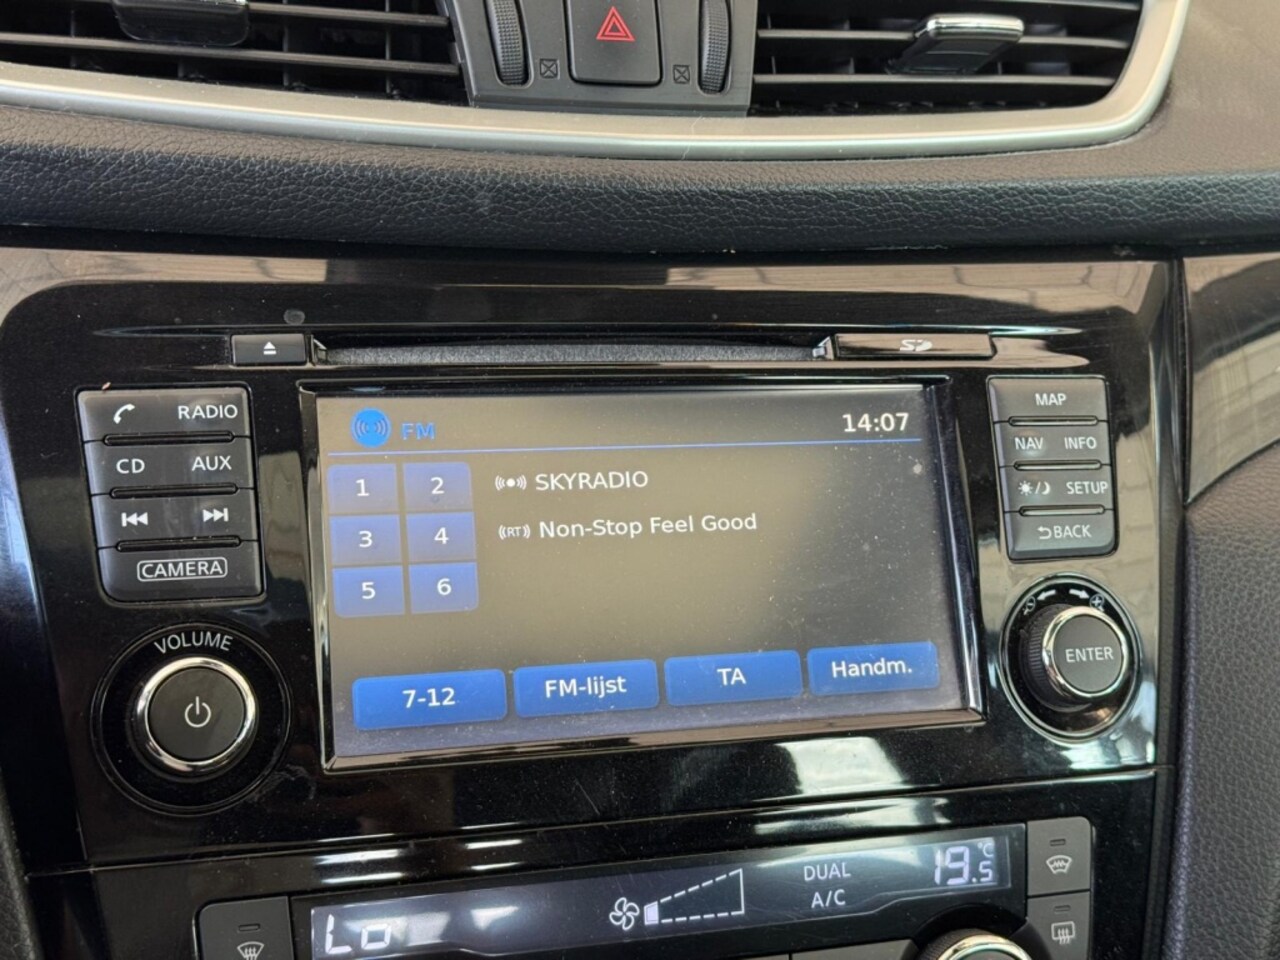 RADIO
CD AUX
CAMERA
VOLUME
SD
FM 14:07
1 2
3 4
5 6
SKYRADIO
(RT) Non-Stop Feel Good
7-12 FM-lijst TA Handm.
MAP
NAV INFO
SETUP
BACK
ENTER
Lo
DUAL
A/C
19.5 °C